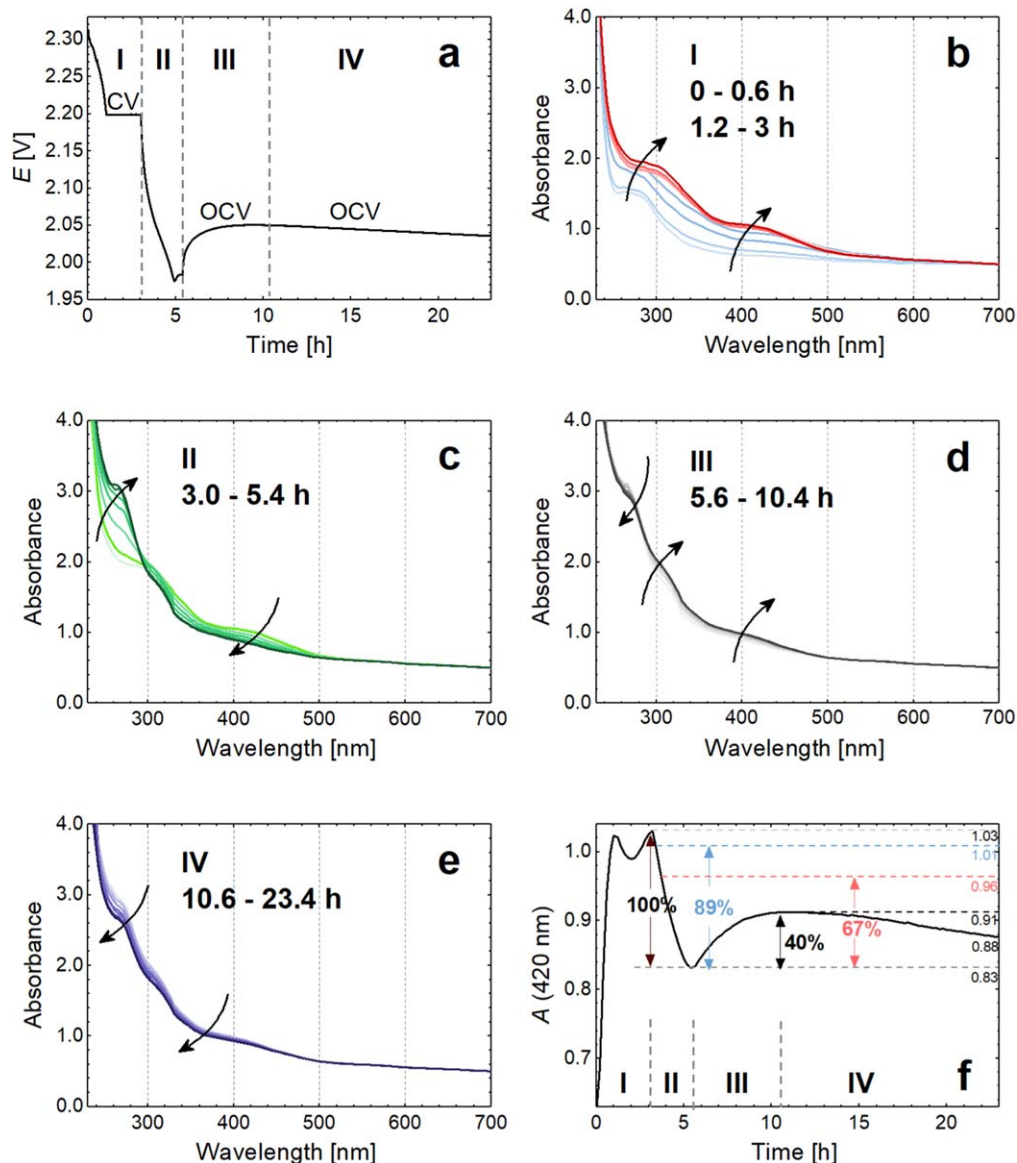 2.30
2.25
2.20
2.15
2.10
2.05
2.00
1.95
E [V]
I
II
III
IV
a
CV
OCV
OCV
0
5
10
15
20
Time [h]
4.0
3.0
2.0
1.0
0.0
Absorbance
I
0 - 0.6 h
1.2 - 3 h
b
300
400
500
600
700
Wavelength [nm]
4.0
3.0
2.0
1.0
0.0
Absorbance
II
3.0 - 5.4 h
c
300
400
500
600
700
Wavelength [nm]
4.0
3.0
2.0
1.0
0.0
Absorbance
III
5.6 - 10.4 h
d
300
400
500
600
700
Wavelength [nm]
4.0
3.0
2.0
1.0
0.0
Absorbance
IV
10.6 - 23.4 h
e
300
400
500
600
700
Wavelength [nm]
1.0
0.9
0.8
0.7
A (420 nm)
1.03
1.01
0.96
0.91
0.88
0.83
100%
89%
67%
40%
I
II
III
IV
f
0
5
10
15
20
Time [h]